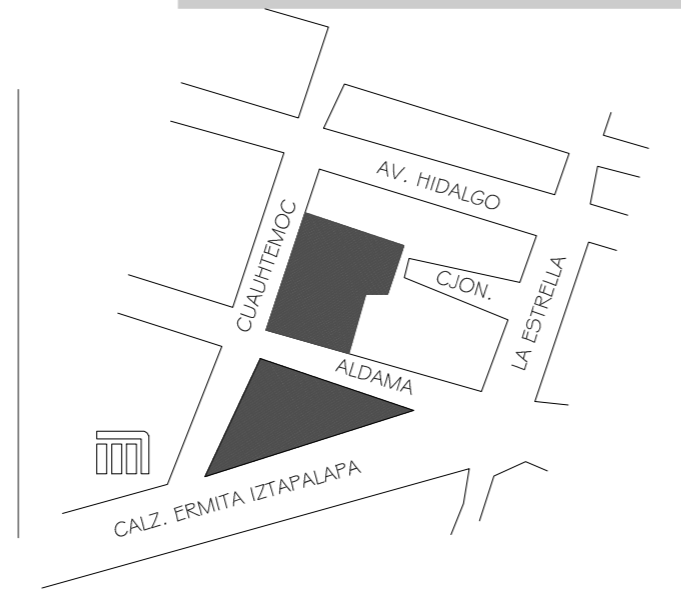 AV. HIDALGO
CUAUHTEMOC
CJON.
LA ESTRELLA
ALDAMA
CALZ. ERMITA IZTAPALAPA